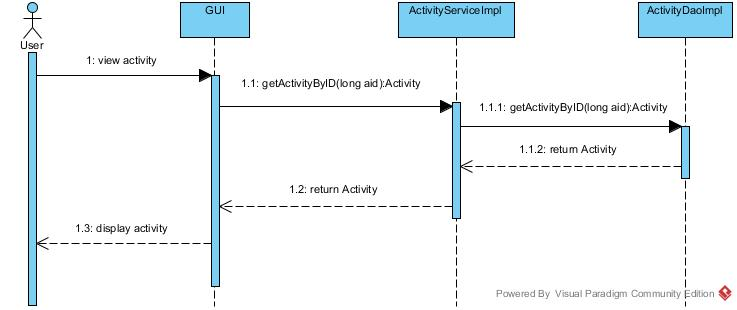 GUI
ActivityServiceImpl
ActivityDaoImpl
User
1: view activity
1.1: getActivityByID(long aid):Activity
1.1.1: getActivityByID(long aid):Activity
1.1.2: return Activity
1.2: return Activity
1.3: display activity
Powered By Visual Paradigm Community Edition